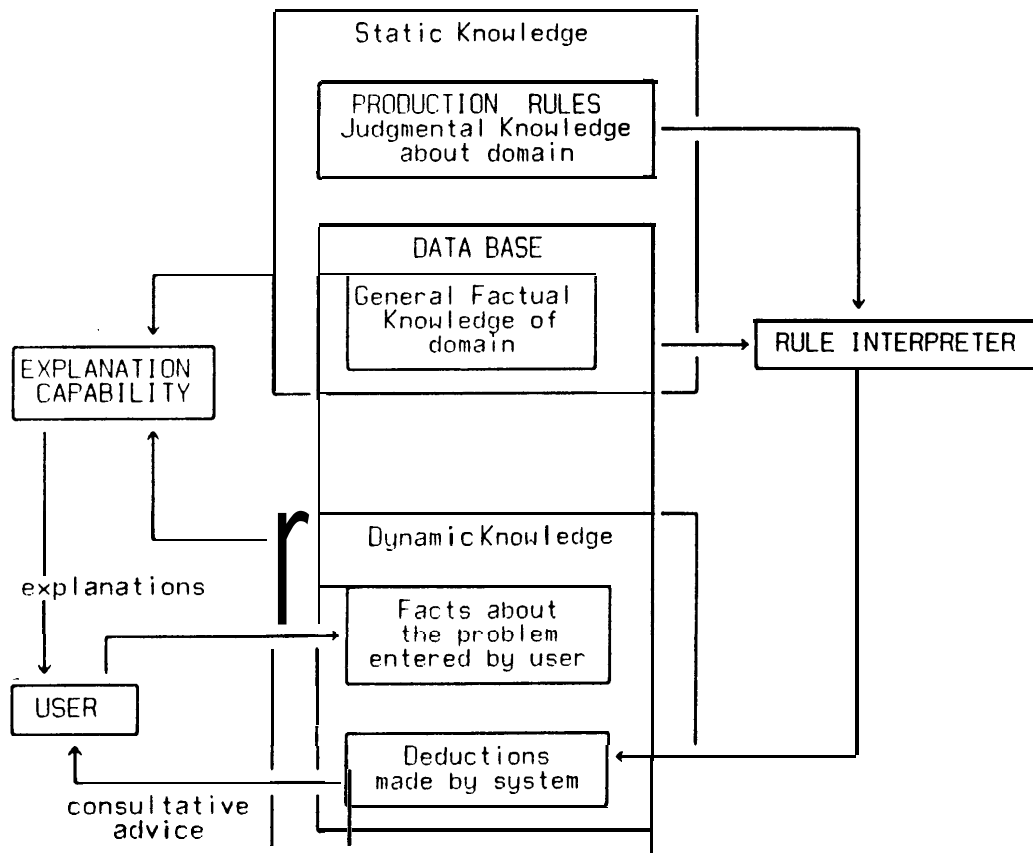 Static Knowledge
PRODUCTION RULES
Judgmental Knowledge
about domain
DATA BASE
General Factual
Knowledge of
domain
RULE INTERPRETER
EXPLANATION
CAPABILITY
Dynamic Knowledge
explanations
Facts about
the problem
entered by user
USER
Deductions
made by system
consultative
advice